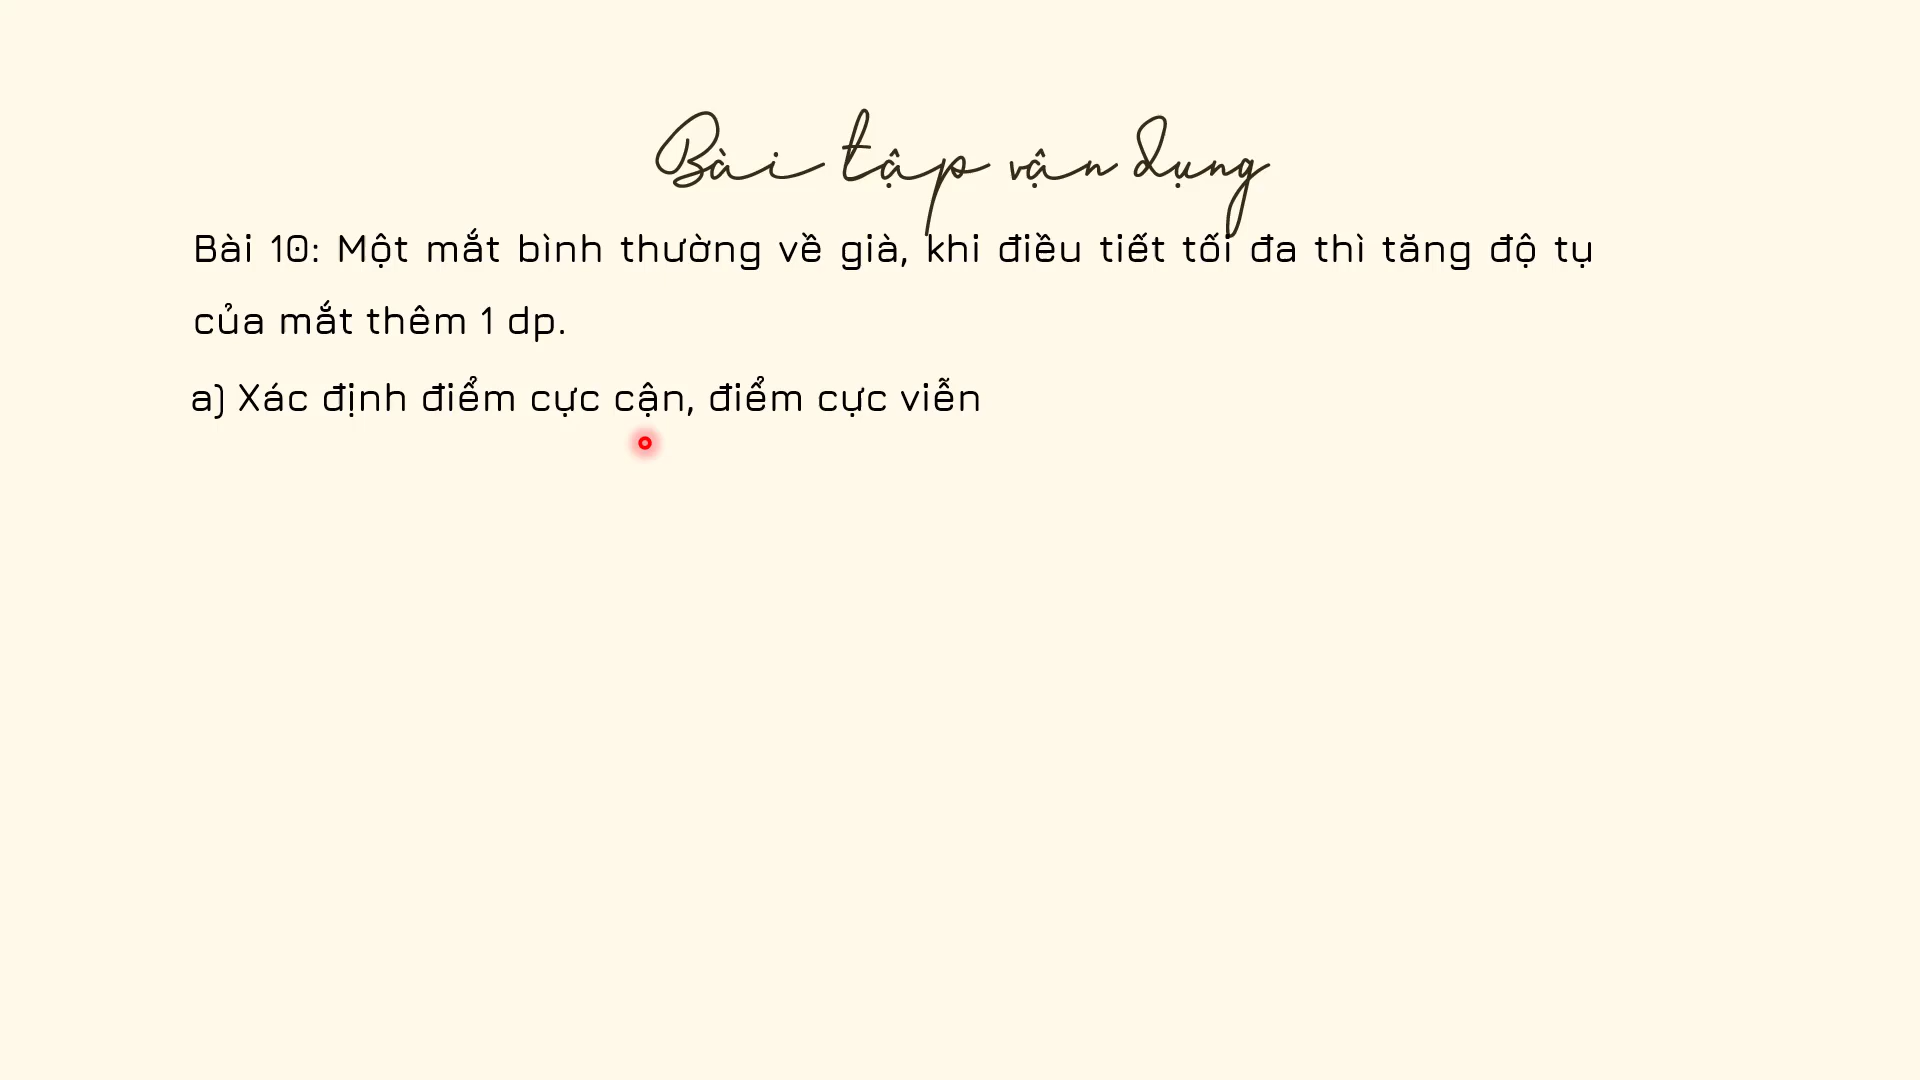 Bài tập vận dụng
Bài 10: Một mắt bình thường về già, khi điều tiết tối đa thì tăng độ tụ
của mắt thêm 1 dp.
a) Xác định điểm cực cận, điểm cực viễn